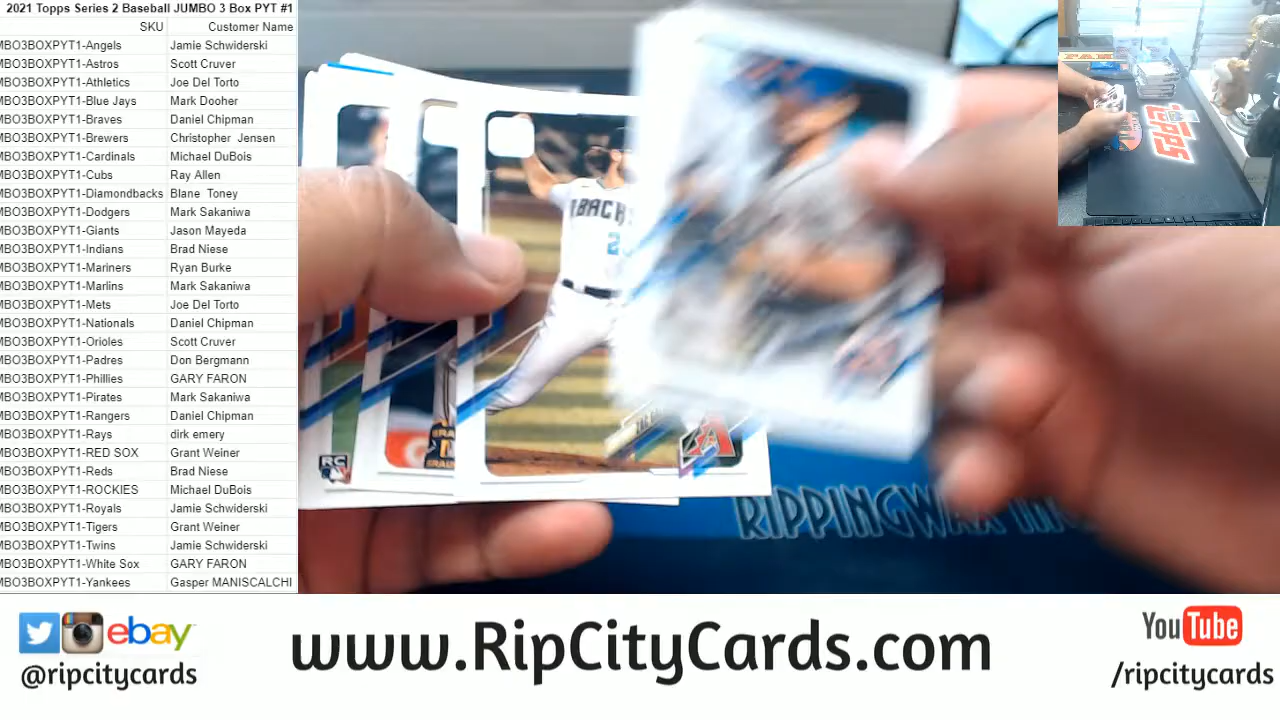 2021 Topps Series 2 Baseball JUMBO 3 Box PYT #1
SKU Customer Name
MBO3BOXPYT1-Angels Jamie Schwiderski
MBO3BOXPYT1-Astros Scott Cruver
MBO3BOXPYT1-Athletics Joe Del Torto
MBO3BOXPYT1-Blue Jays Mark Dooher
MBO3BOXPYT1-Braves Daniel Chipman
MBO3BOXPYT1-Brewers Christopher Jensen
MBO3BOXPYT1-Cardinals Michael DuBois
MBO3BOXPYT1-Cubs Ray Allen
MBO3BOXPYT1-Diamondbacks Blane Toney
MBO3BOXPYT1-Dodgers Mark Sakaniwa
MBO3BOXPYT1-Giants Jason Mayeda
MBO3BOXPYT1-Indians Brad Niese
MBO3BOXPYT1-Mariners Ryan Burke
MBO3BOXPYT1-Marlins Mark Sakaniwa
MBO3BOXPYT1-Mets Joe Del Torto
MBO3BOXPYT1-Nationals Daniel Chipman
MBO3BOXPYT1-Orioles Scott Cruver
MBO3BOXPYT1-Padres Don Bergmann
MBO3BOXPYT1-Phillies GARY FARON
MBO3BOXPYT1-Pirates Mark Sakaniwa
MBO3BOXPYT1-Rangers Daniel Chipman
MBO3BOXPYT1-Rays dirk emery
MBO3BOXPYT1-RED SOX Grant Weiner
MBO3BOXPYT1-Reds Brad Niese
MBO3BOXPYT1-ROCKIES Michael DuBois
MBO3BOXPYT1-Royals Jamie Schwiderski
MBO3BOXPYT1-Tigers Grant Weiner
MBO3BOXPYT1-Twins Jamie Schwiderski
MBO3BOXPYT1-White Sox GARY FARON
MBO3BOXPYT1-Yankees Gasper MANISCALCHI
topps
BACK
2
RC
A
RIPPINGWAX
ebay
@ripcitycards
www.RipCityCards.com
YouTube
/ripcitycards